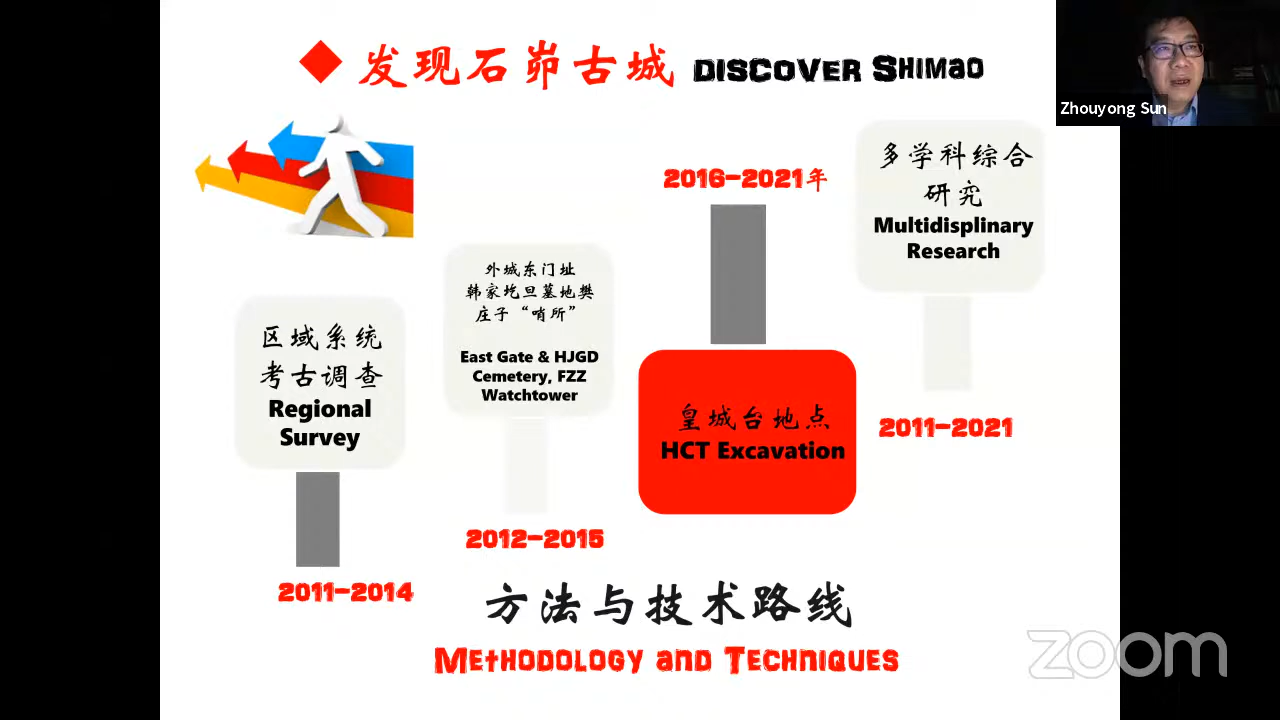 发现石峁古城 DISCOVER SHIMAO
Zhouyong Sun
区域系统
考古调查
Regional
Survey
2011-2014
外城东门址
韩家圪旦墓地樊
庄子“哨所”
East Gate & HJGD
Cemetery, FZZ
Watchtower
2012-2015
2016-2021年
皇城台地点
HCT Excavation
多学科综合
研究
Multidisplinary
Research
2011-2021
方法与技术路线
METHODOLOGY AND TECHNIQUES
zoom